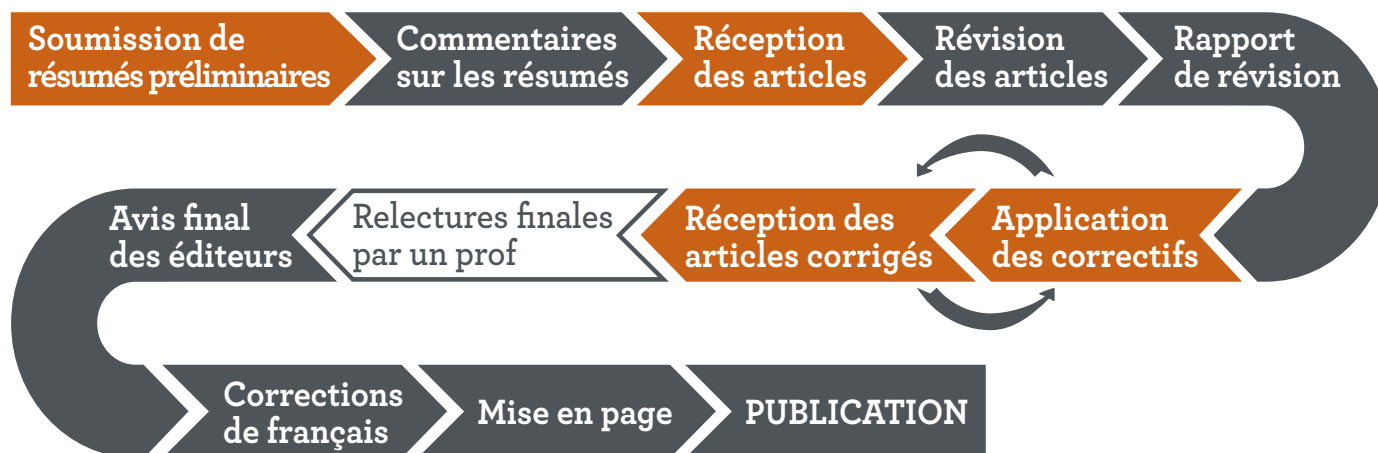 Soumission de
résumés préliminaires
Commentaires
sur les résumés
Réception
des articles
Révision
des articles
Rapport
de révision
Application
des correctifs
Réception des
articles corrigés
Relectures finales
par un prof
Avis final
des éditeurs
Corrections
de français
Mise en page
PUBLICATION